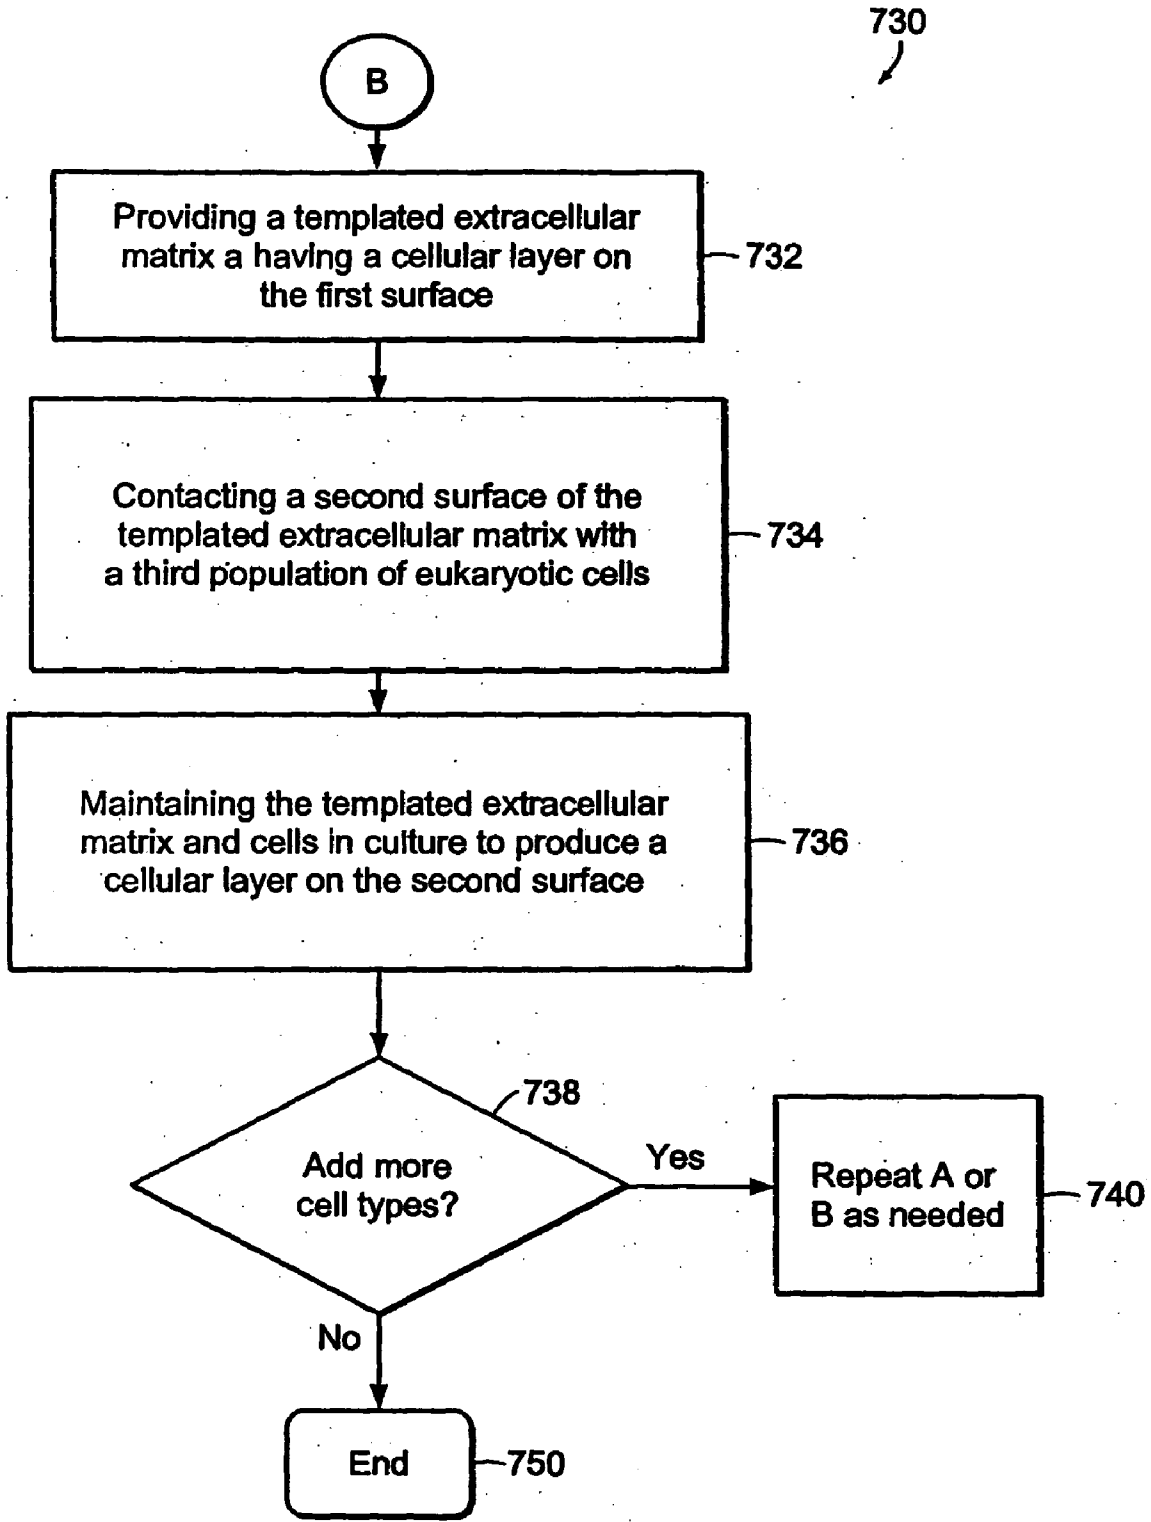 730
B
Providing a templated extracellular
matrix a having a cellular layer on
the first surface
732
Contacting a second surface of the
templated extracellular matrix with
a third population of eukaryotic cells
734
Maintaining the templated extracellular
matrix and cells in culture to produce a
cellular layer on the second surface
736
738
Add more
cell types?
Yes
Repeat A or
B as needed
740
No
End
750